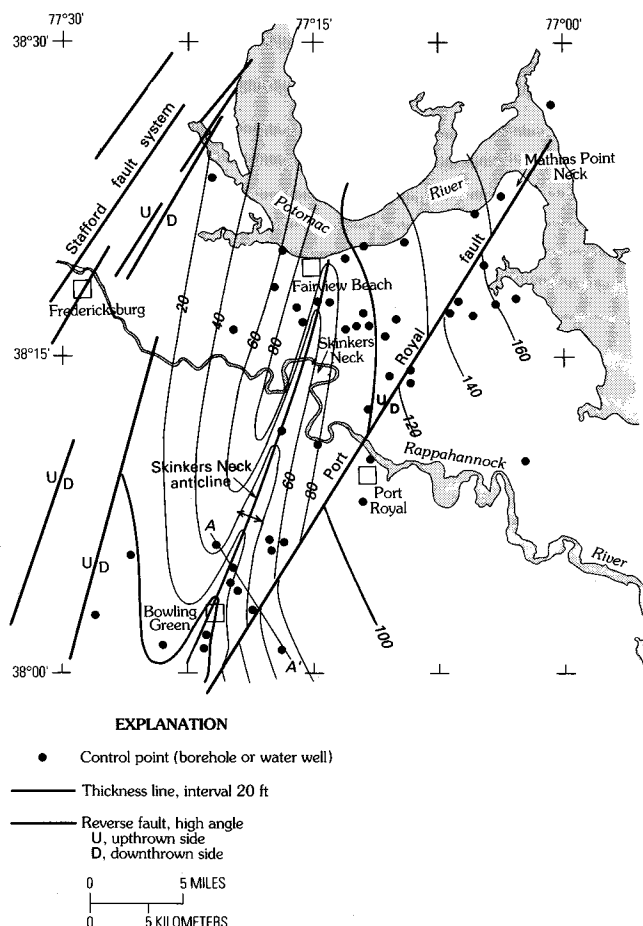 77°30' 77°15' 77°00'
38°30'
Stafford fault system
U D
Potomac
River
Mathias Point
Neck
fault
Fairview Beach
Fredericksburg
20
40
60
80
160
38°15'
Skinkers
Neck
Royal
140
U D
120
Rappahannock
Skinkers Neck
anticline
60
80
Port
Port
Royal
U D
A
River
U D
Bowling
Green
100
38°00'
A'
EXPLANATION
Control point (borehole or water well)
Thickness line, interval 20 ft
Reverse fault, high angle
U, upthrown side
D, downthrown side
0 5 MILES
0 5 KILOMETERS